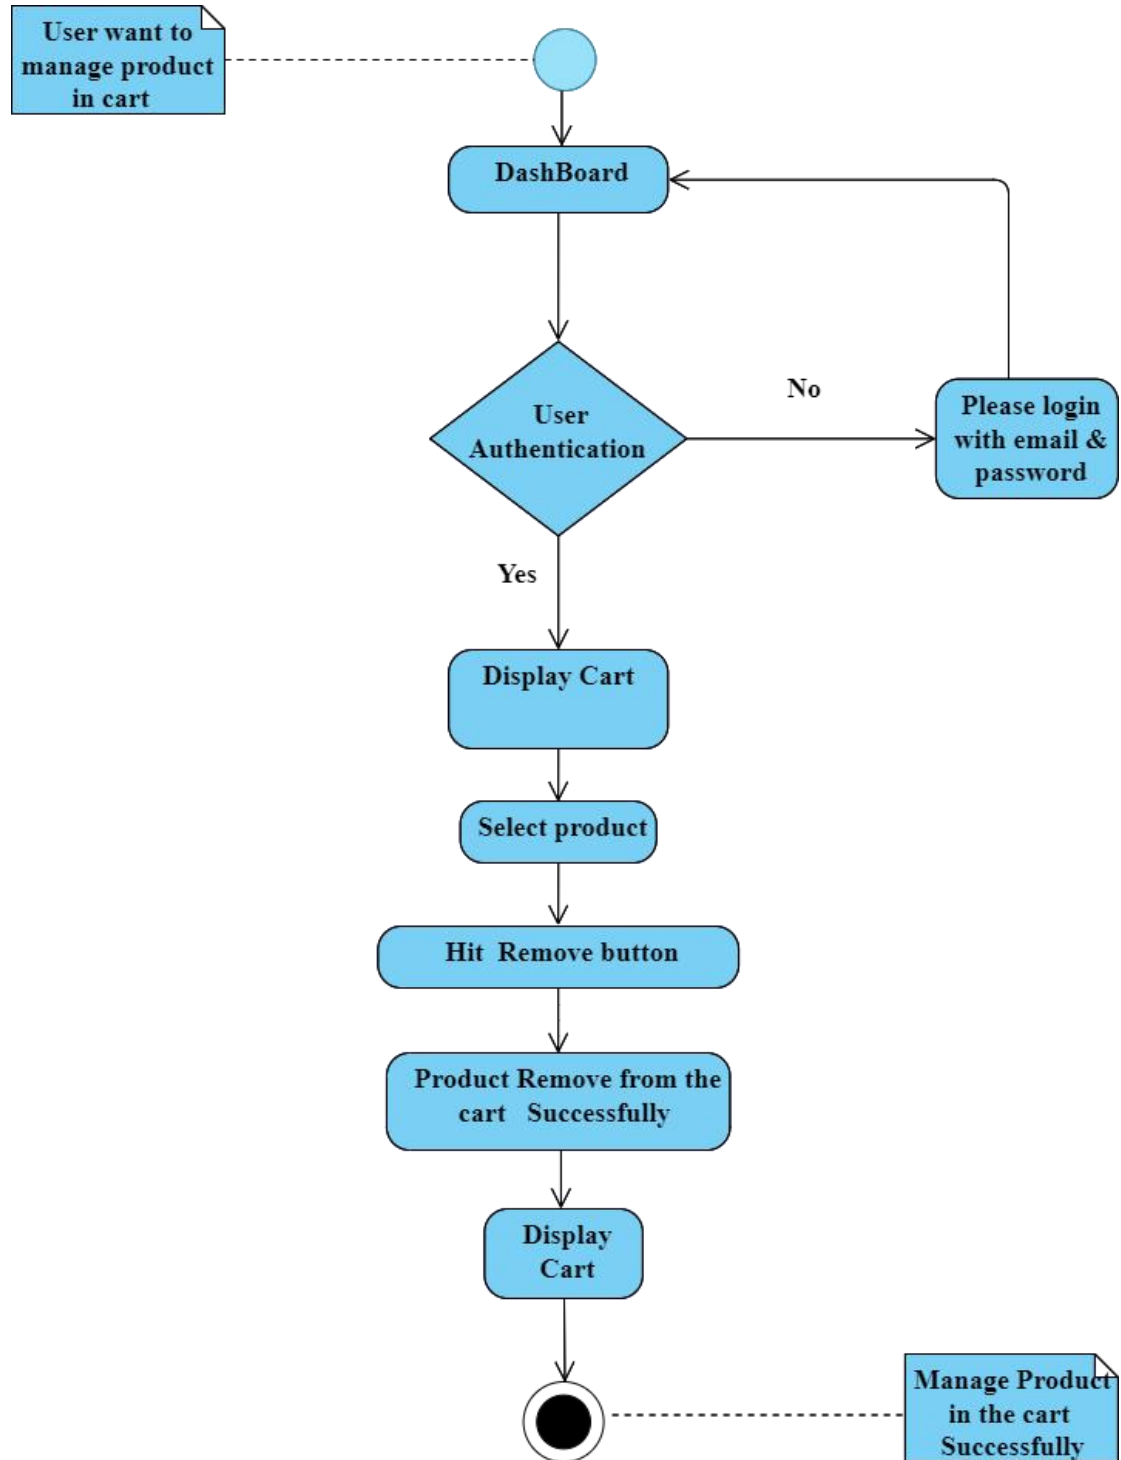 User want to
manage product
in cart
DashBoard
User
Authentication
No
Please login
with email &
password
Yes
Display Cart
Select product
Hit Remove button
Product Remove from the
cart Successfully
Display
Cart
Manage Product
in the cart
Successfully